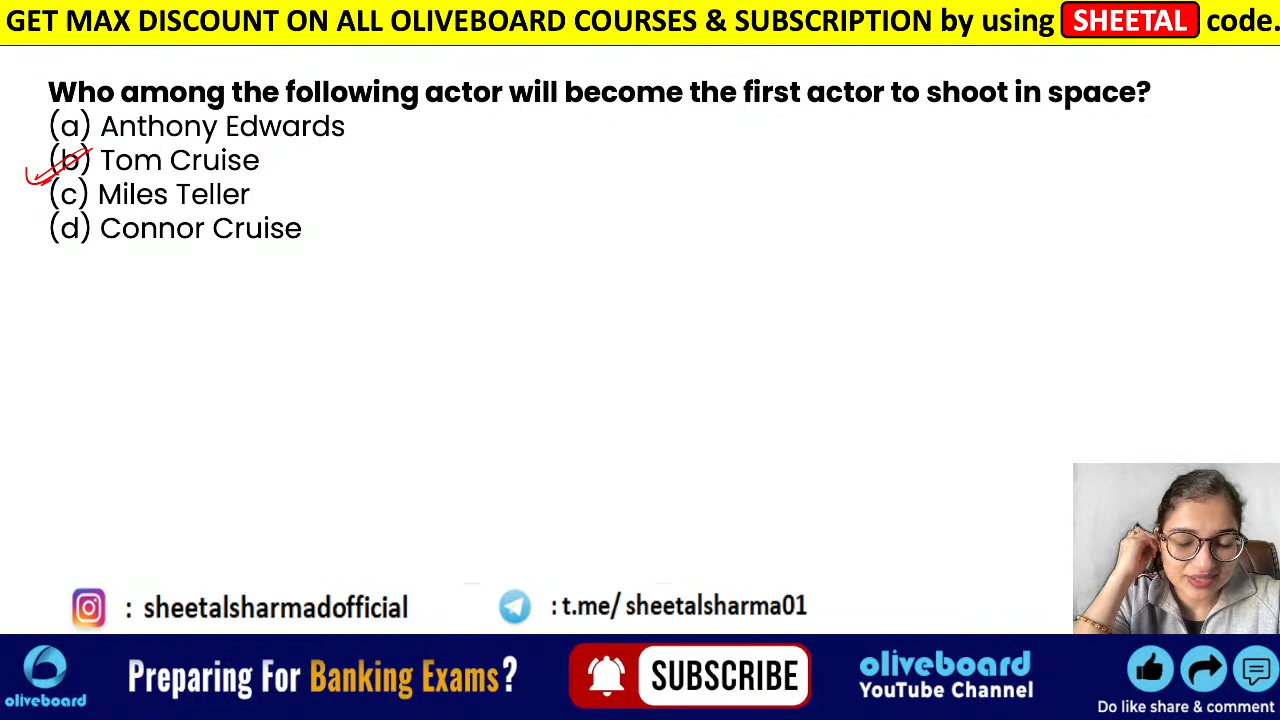 GET MAX DISCOUNT ON ALL OLIVEBOARD COURSES & SUBSCRIPTION by using SHEETAL code.
Who among the following actor will become the first actor to shoot in space?
(a) Anthony Edwards
(b) Tom Cruise
(c) Miles Teller
(d) Connor Cruise
: sheetalsharmadofficial
: t.me/ sheetalsharma01
oliveboard
Preparing For Banking Exams?
SUBSCRIBE
oliveboard
YouTube Channel
Do like share & comment